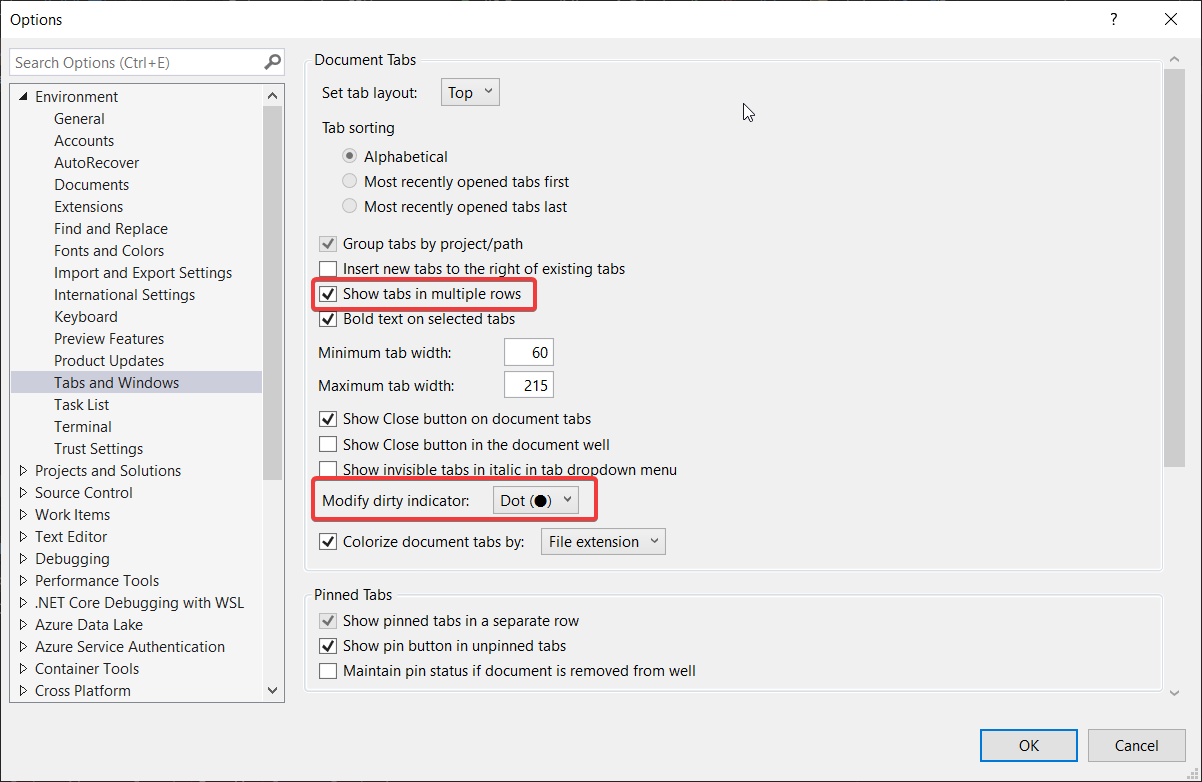 Options
?
Search Options (Ctrl+E)
Environment
General
Accounts
AutoRecover
Documents
Extensions
Find and Replace
Fonts and Colors
Import and Export Settings
International Settings
Keyboard
Preview Features
Product Updates
Tabs and Windows
Task List
Terminal
Trust Settings
Projects and Solutions
Source Control
Work Items
Text Editor
Debugging
Performance Tools
.NET Core Debugging with WSL
Azure Data Lake
Azure Service Authentication
Container Tools
Cross Platform
Document Tabs
Set tab layout: Top
Tab sorting
Alphabetical
Most recently opened tabs first
Most recently opened tabs last
Group tabs by project/path
Insert new tabs to the right of existing tabs
Show tabs in multiple rows
Bold text on selected tabs
Minimum tab width: 60
Maximum tab width: 215
Show Close button on document tabs
Show Close button in the document well
Show invisible tabs in italic in tab dropdown menu
Modify dirty indicator: Dot (●)
Colorize document tabs by: File extension
Pinned Tabs
Show pinned tabs in a separate row
Show pin button in unpinned tabs
Maintain pin status if document is removed from well
OK Cancel